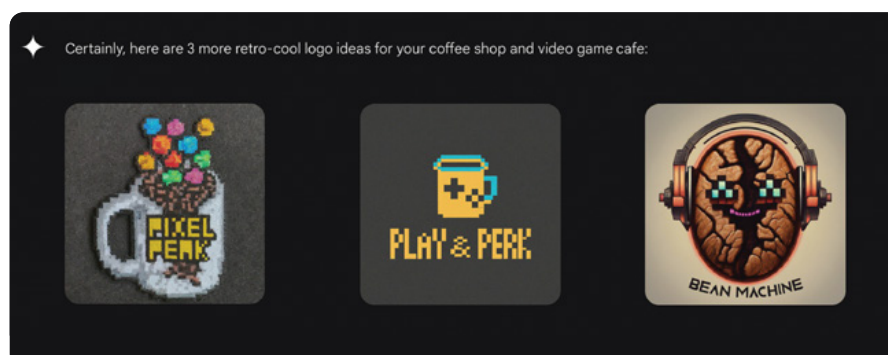 Certainly, here are 3 more retro-cool logo ideas for your coffee shop and video game cafe:
PIXEL
PERK
PLAY & PERK
BEAN MACHINE